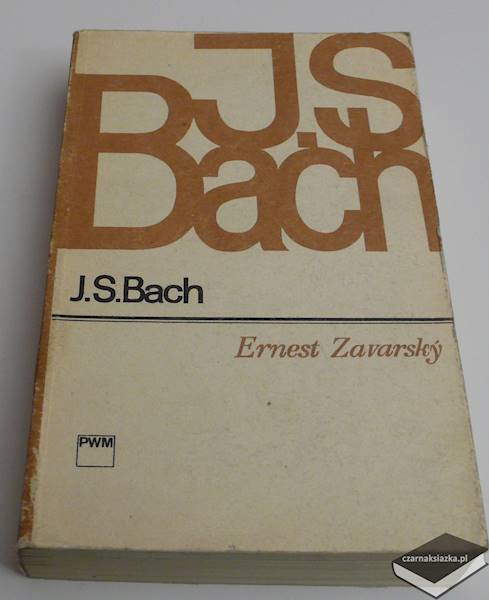 J.S
Bach
J.S.Bach
Ernest Zavarský
PWM
czarnaksiazka.pl